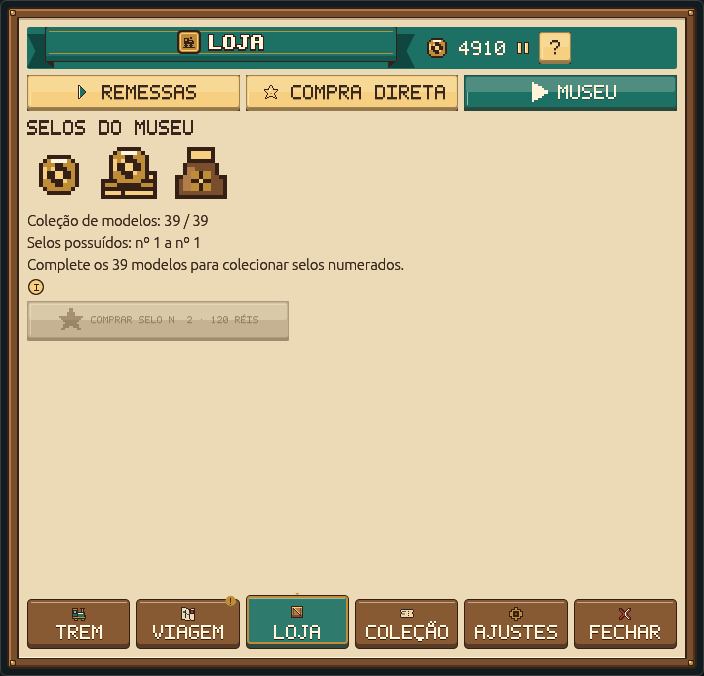 LOJA
4910
?
REMESSAS
COMPRA DIRETA
MUSEU
SELOS DO MUSEU
Coleção de modelos: 39 / 39
Selos possuídos: nº 1 a nº 1
Complete os 39 modelos para colecionar selos numerados.
I
COMPRAR SELO N 2 · 120 RÉIS
!
TREM
VIAGEM
LOJA
COLEÇÃO
AJUSTES
FECHAR